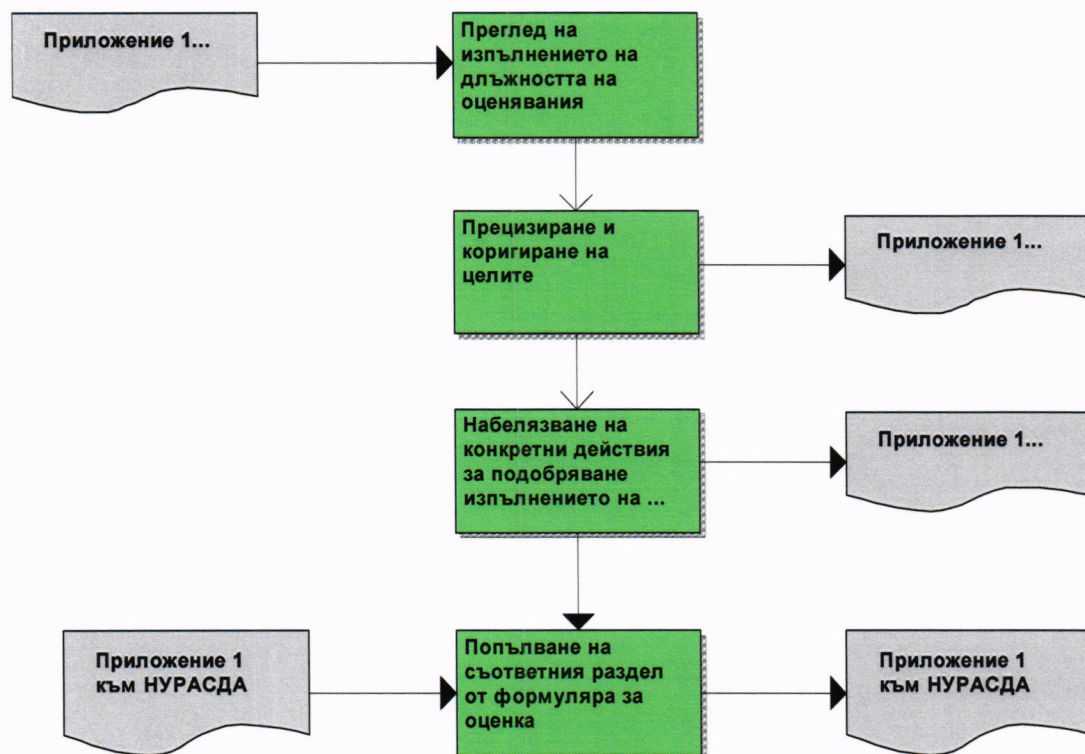 Приложение 1...
Преглед на
изпълнението на
длъжността на
оценявания
Прецизиране и
коригиране на
целите
Приложение 1...
Набелязване на
конкретни действия
за подобряване
изпълнението на ...
Приложение 1...
Приложение 1
към НУРАСДА
Попълване на
съответния раздел
от формуляра за
оценка
Приложение 1
към НУРАСДА